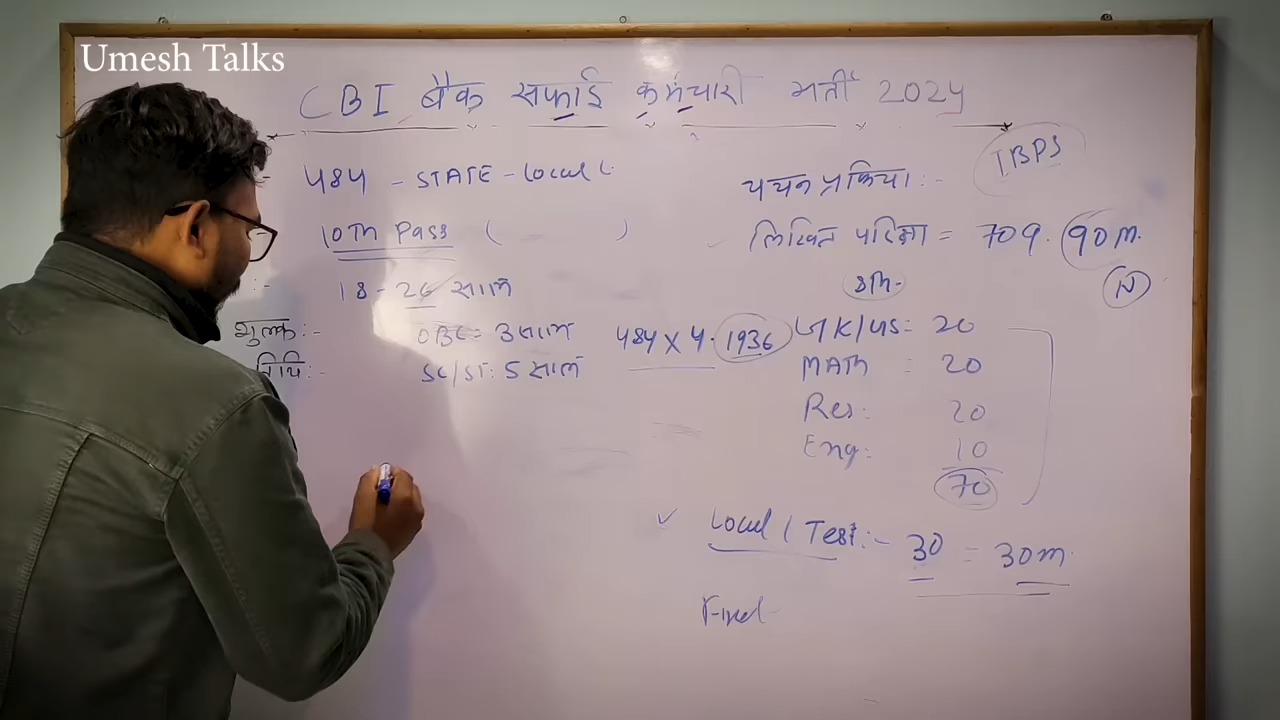 Umesh Talks
CBI बैंक सफाई कर्मचारी भर्ती 2024
484 - STATE - Local L
10Th Pass ( )
:- 18 - 26 साल
शुल्क :- OBC = 3 साल
तिथि :- SC/ST: 5 साल
484 X 4. 1936
IBPS
चयन प्रक्रिया :-
लिखित परिक्षा = 70q. 70m.
N
8Th-
GK/GS = 20
MATH = 20
Res: 20
Eng: 10
70
Local / Test :- 30 = 30m.
Final